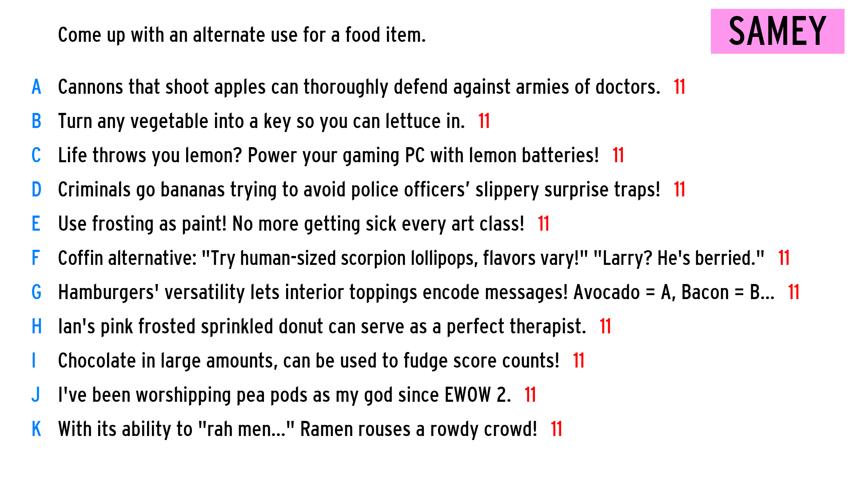 Come up with an alternate use for a food item.
SAMEY
A Cannons that shoot apples can thoroughly defend against armies of doctors. 11
B Turn any vegetable into a key so you can lettuce in. 11
C Life throws you lemon? Power your gaming PC with lemon batteries! 11
D Criminals go bananas trying to avoid police officers’ slippery surprise traps! 11
E Use frosting as paint! No more getting sick every art class! 11
F Coffin alternative: "Try human-sized scorpion lollipops, flavors vary!" "Larry? He's berried." 11
G Hamburgers' versatility lets interior toppings encode messages! Avocado = A, Bacon = B... 11
H Ian's pink frosted sprinkled donut can serve as a perfect therapist. 11
I Chocolate in large amounts, can be used to fudge score counts! 11
J I've been worshipping pea pods as my god since EWOW 2. 11
K With its ability to "rah men..." Ramen rouses a rowdy crowd! 11